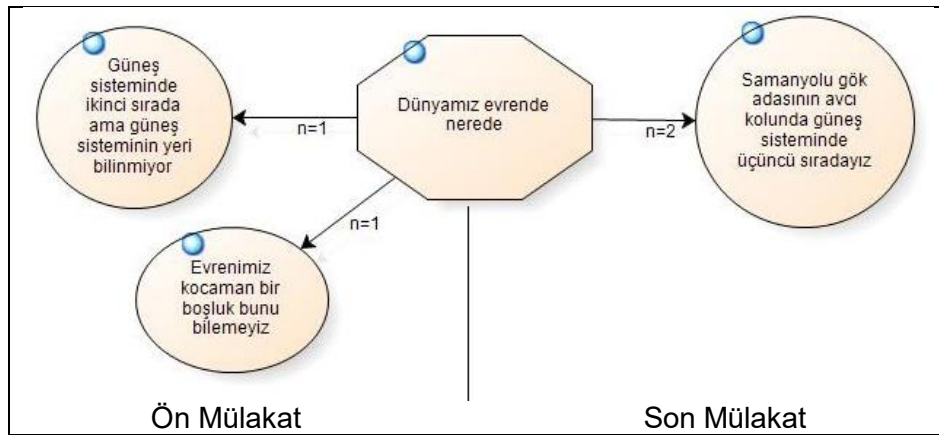 Güneş
sisteminde
ikinci sırada
ama güneş
sisteminin yeri
bilinmiyor
n=1
Dünyamız evrende
nerede
n=2
Samanyolu gök
adasının avcı
kolunda güneş
sisteminde
üçüncü sıradayız
n=1
Evrenimiz
kocaman bir
boşluk bunu
bilemeyiz
Ön Mülakat
Son Mülakat